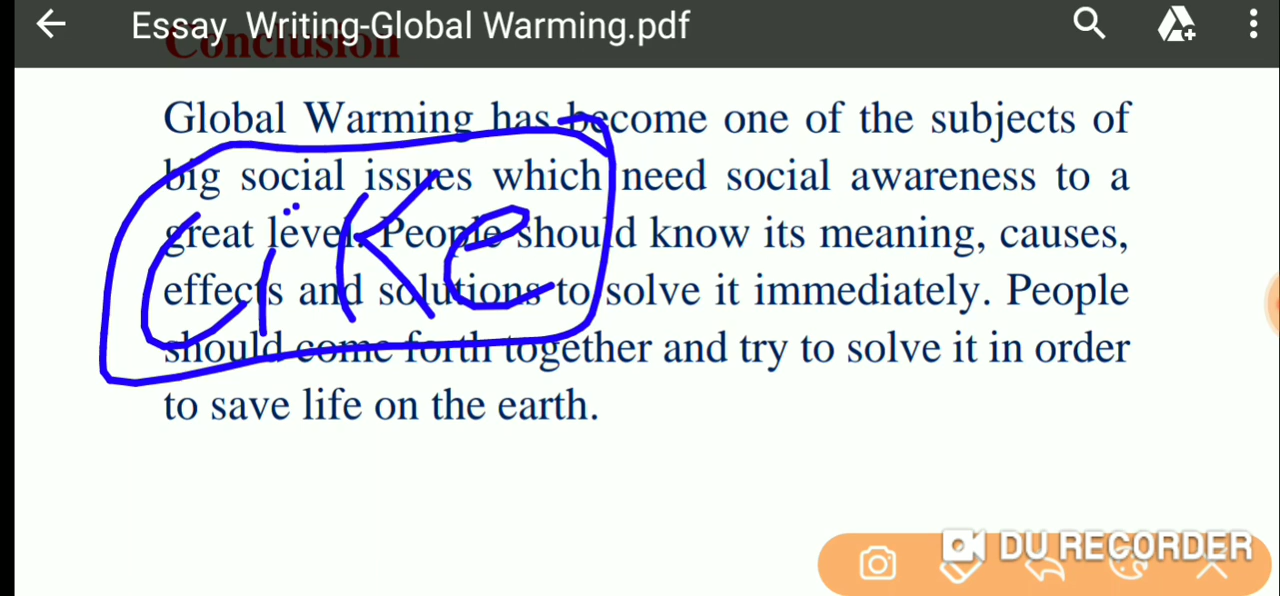 Essay Writing-Global Warming.pdf
Conclusion
Global Warming has become one of the subjects of
big social issues which need social awareness to a
great level. People should know its meaning, causes,
effects and solutions to solve it immediately. People
should come forth together and try to solve it in order
to save life on the earth.
Like
DU RECORDER